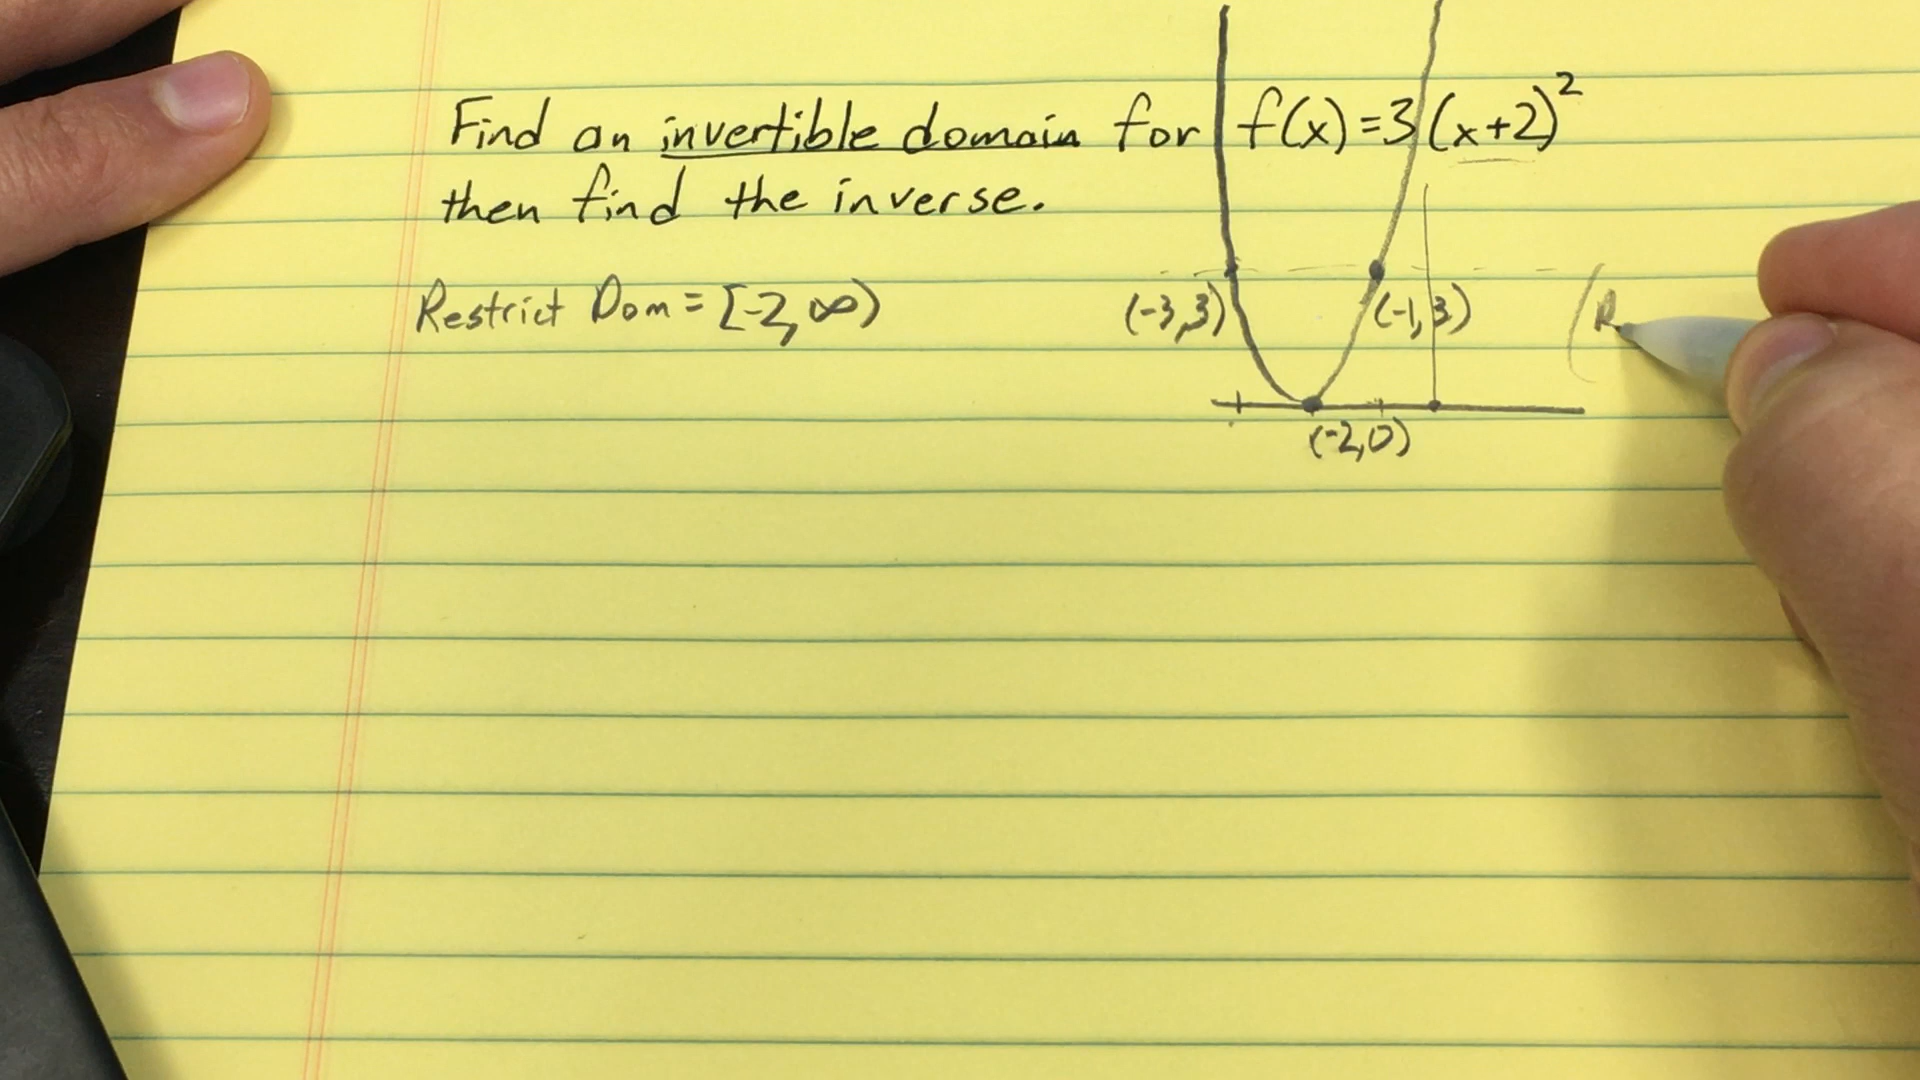 Find an invertible domain for f(x)=3(x+2)²
then find the inverse.
Restrict Dom = [-2,∞)
(-3,3)
(-1,3)
(-2,0)